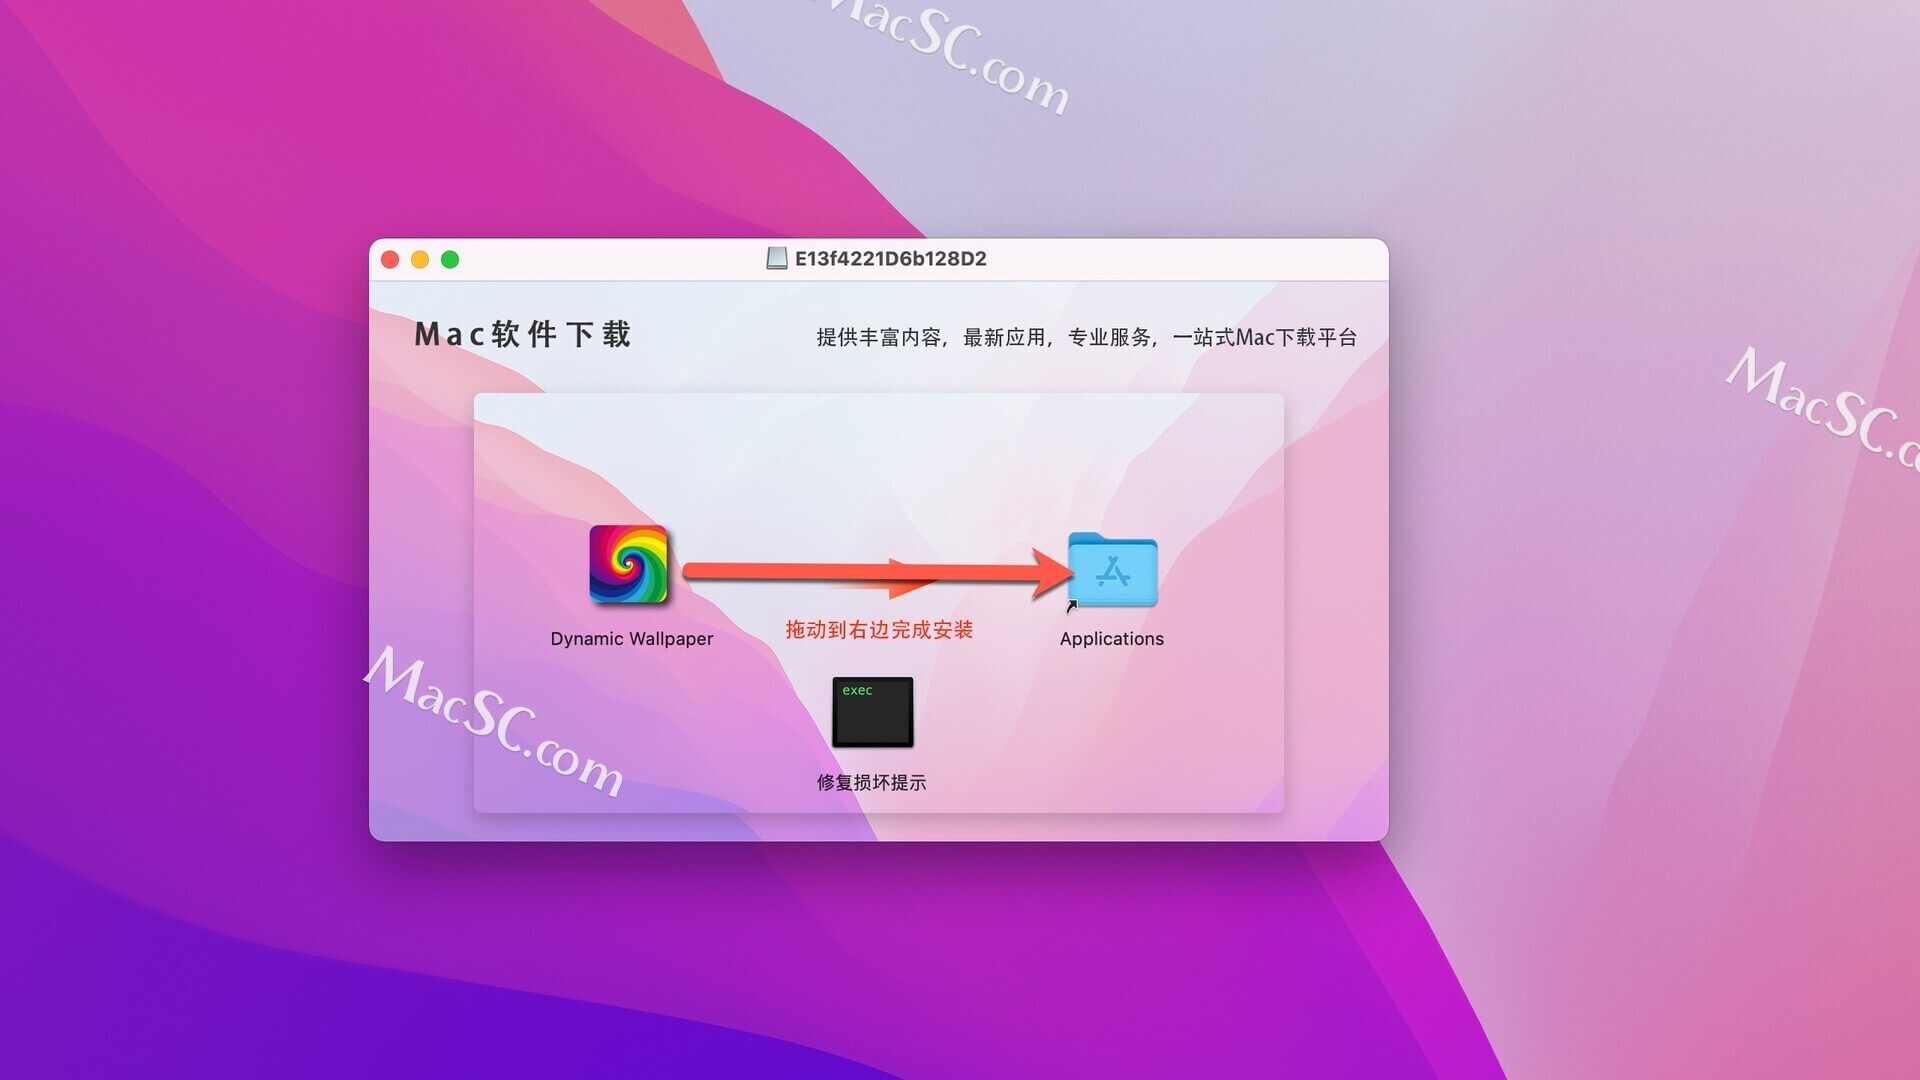 MacSC.com
E13f4221D6b128D2
Mac软件下载
提供丰富内容，最新应用，专业服务，一站式Mac下载平台
MacSC.c
Dynamic Wallpaper
拖动到右边完成安装
Applications
MacSC.com
exec
修复损坏提示